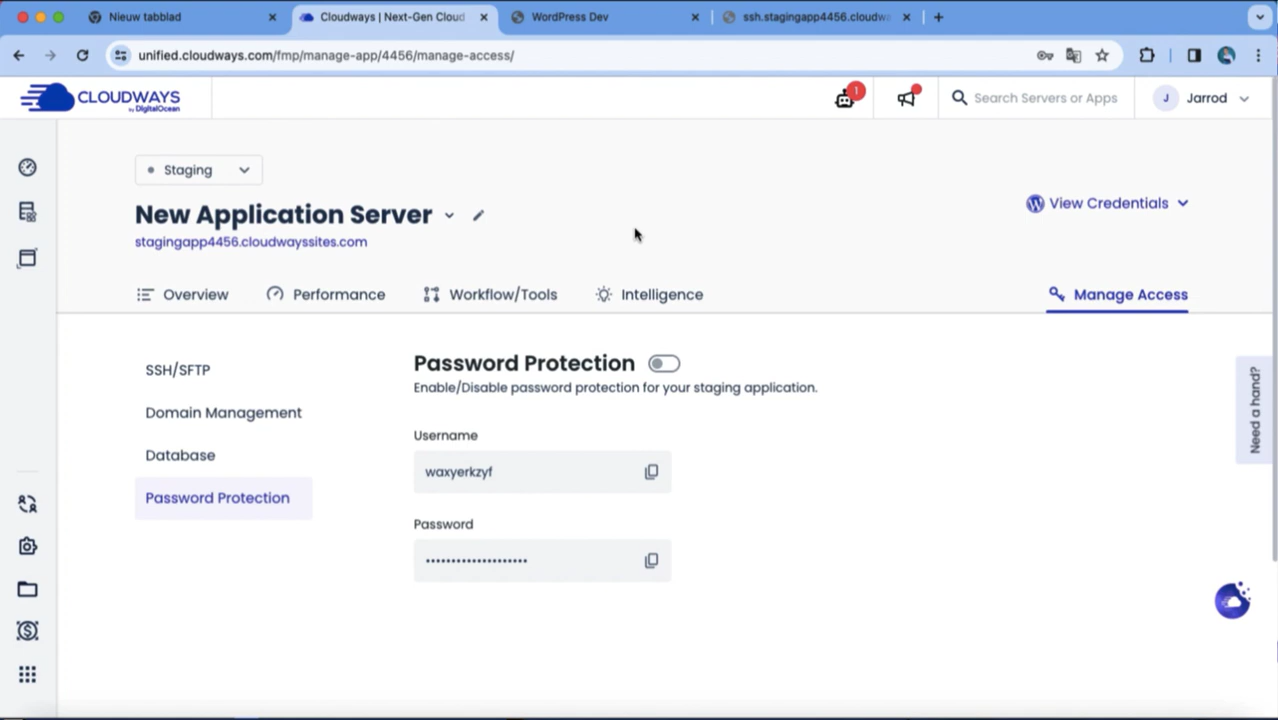 Nieuw tabblad
Cloudways | Next-Gen Cloud
WordPress Dev
ssh.stagingapp4456.cloudwa
unified.cloudways.com/fmp/manage-app/4456/manage-access/
CLOUDWAYS
by DigitalOcean
1
Search Servers or Apps
J
Jarrod
Staging
New Application Server
View Credentials
stagingapp4456.cloudwayssites.com
Overview
Performance
Workflow/Tools
Intelligence
Manage Access
SSH/SFTP
Domain Management
Database
Password Protection
Password Protection
Enable/Disable password protection for your staging application.
Username
waxyerkzyf
Password
••••••••••••••••••••
Need a hand?